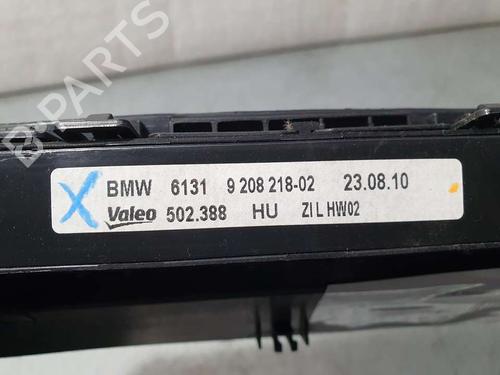 B-PARTS
BMW 6131 9 208 218-02 23.08.10
Valeo 502.388 HU ZI L HW02